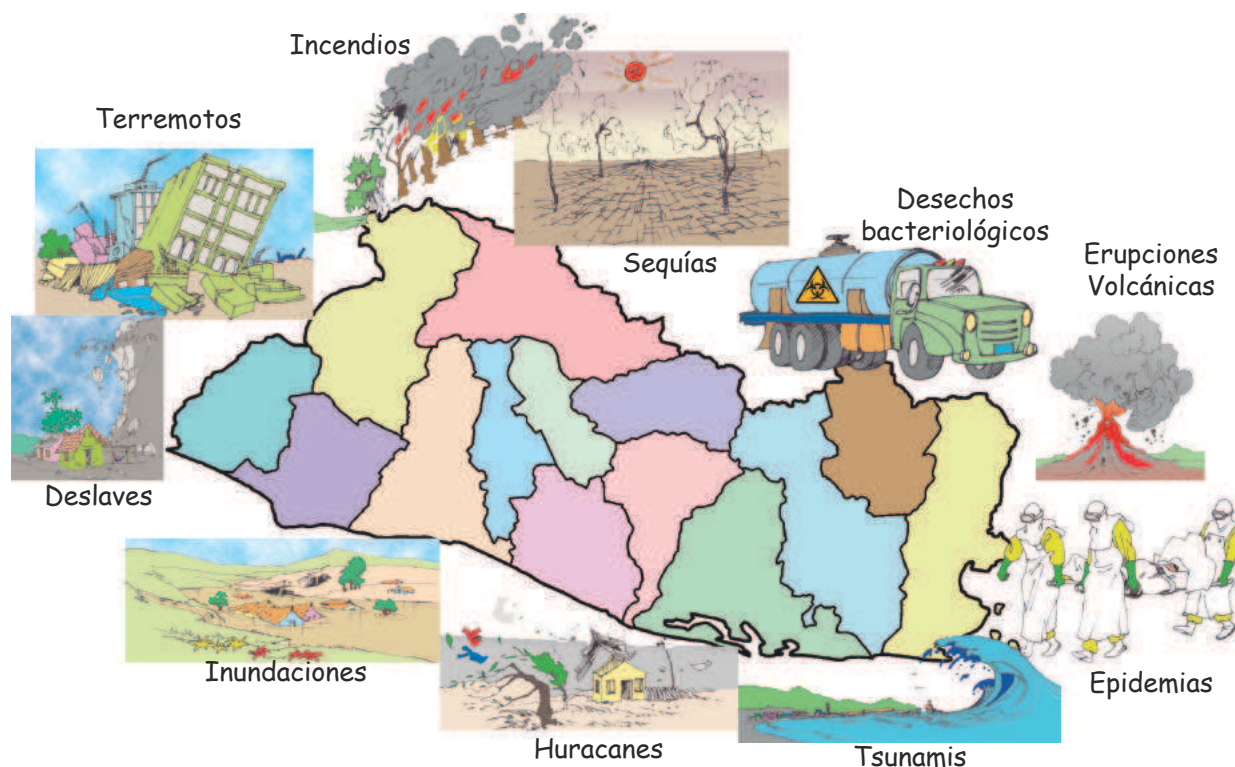 Incendios
Terremotos
Sequías
Desechos
bacteriológicos
Erupciones
Volcánicas
Deslaves
Inundaciones
Huracanes
Tsunamis
Epidemias